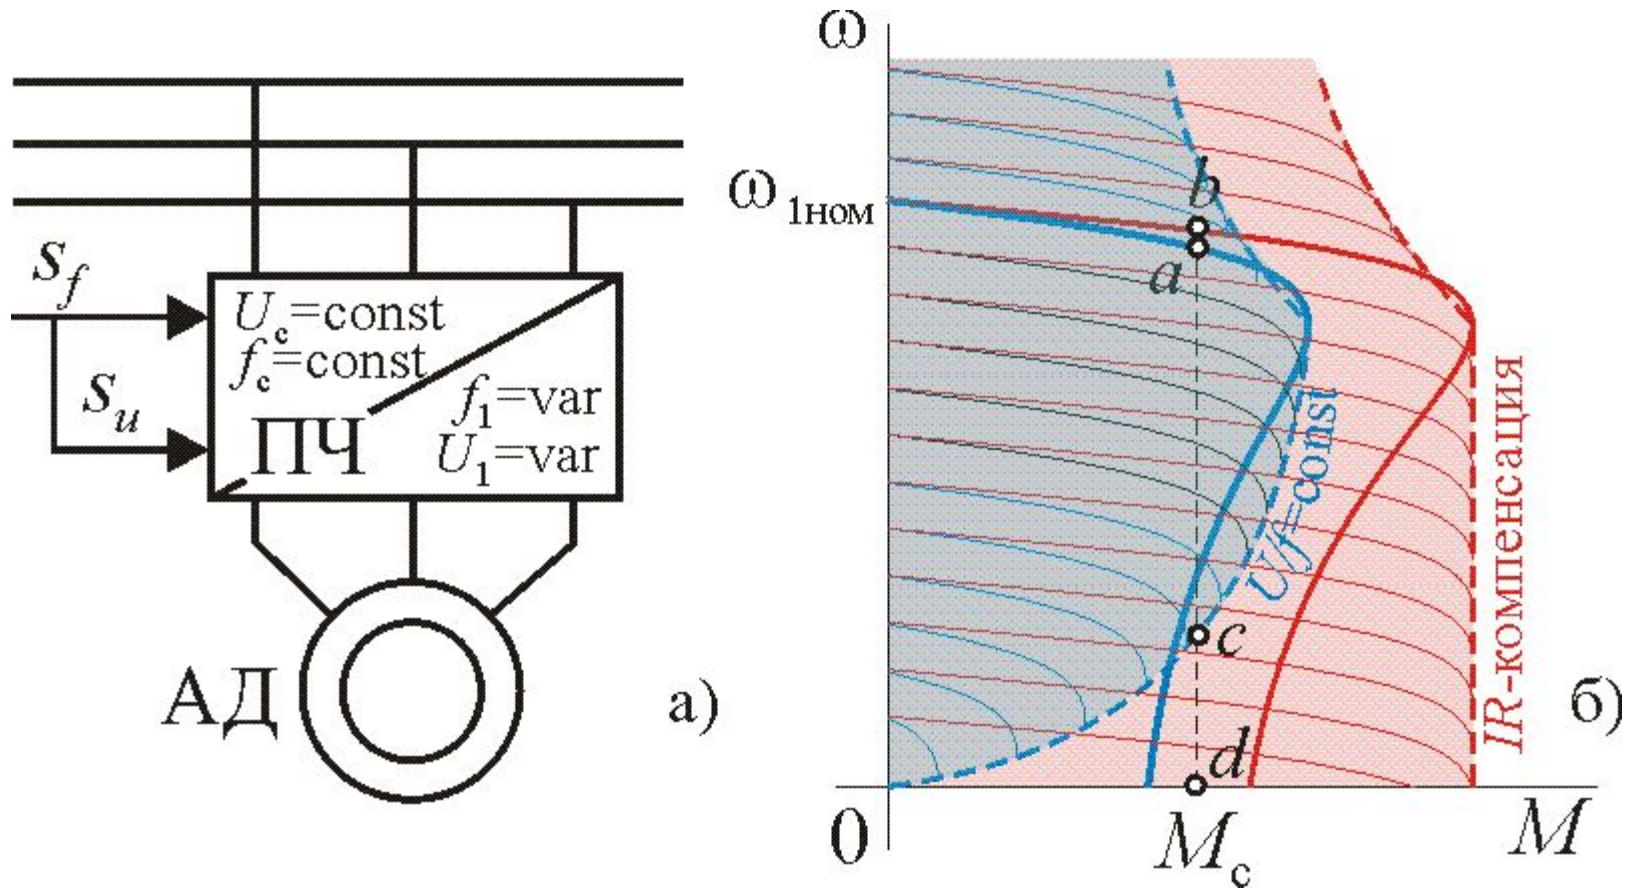 s_f
s_u
U_c=const
f_c=const
ПЧ
f_1=var
U_1=var
АД
а)
ω
ω_1ном
b
a
c
d
U/f=const
IR-компенсация
б)
0
M_c
M